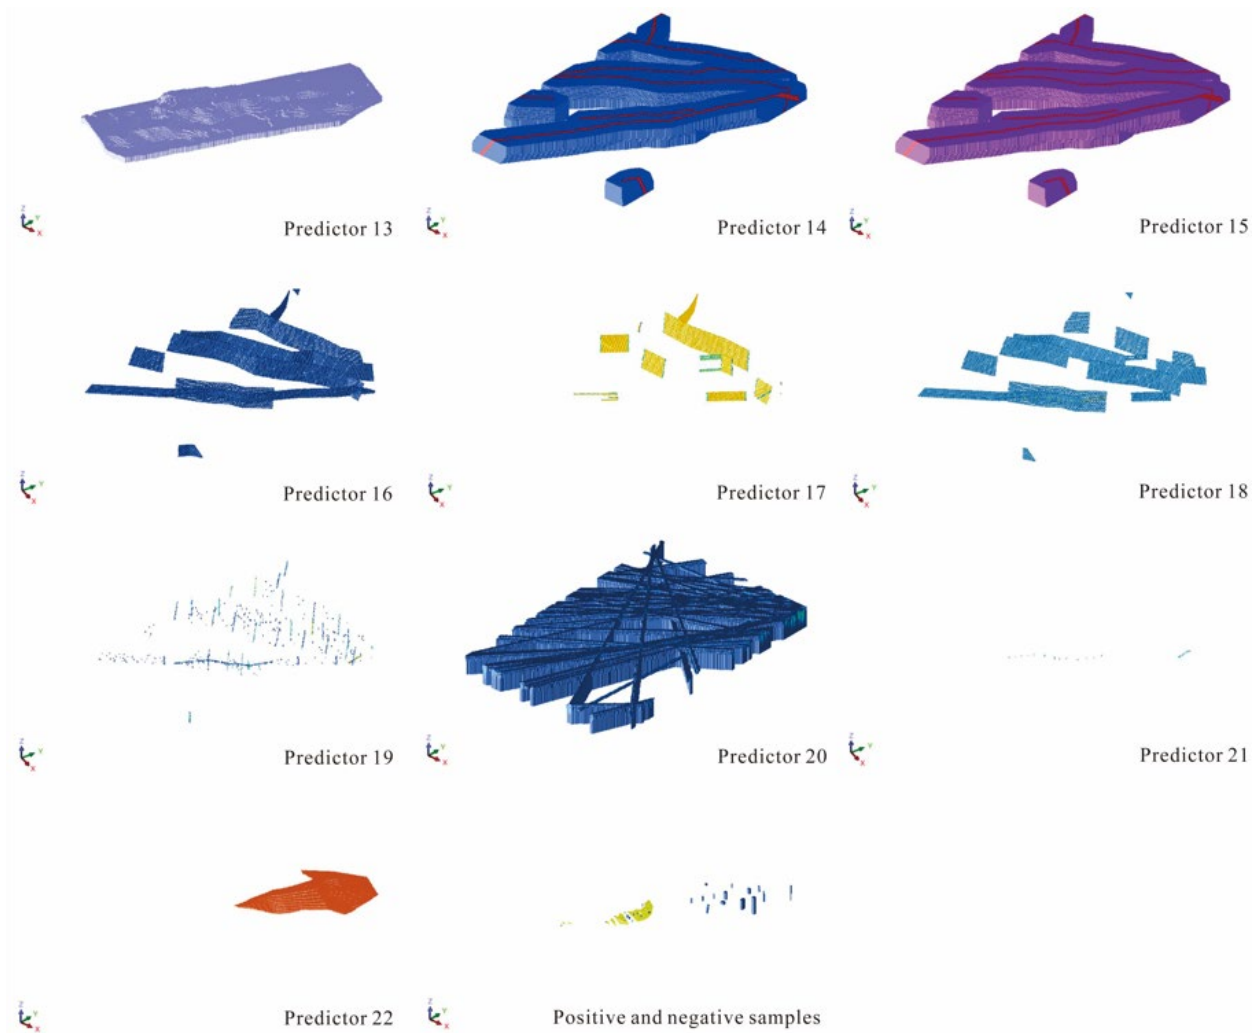 Z
Y
X
Predictor 13
Z
Y
X
Predictor 14
Z
Y
X
Predictor 15
Z
Y
X
Predictor 16
Z
Y
X
Predictor 17
Z
Y
X
Predictor 18
Z
Y
X
Predictor 19
Z
Y
X
Predictor 20
Z
Y
X
Predictor 21
Z
Y
X
Predictor 22
Z
Y
X
Positive and negative samples